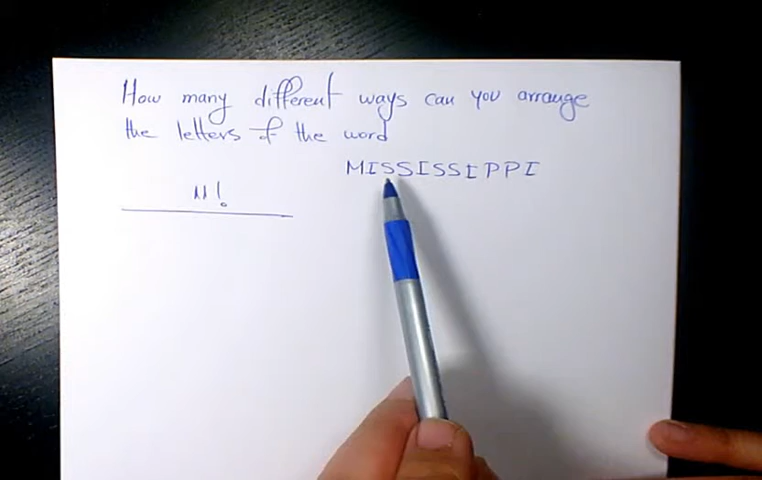 How many different ways can you arrange
the letters of the word
MISSISSIPPI
11!